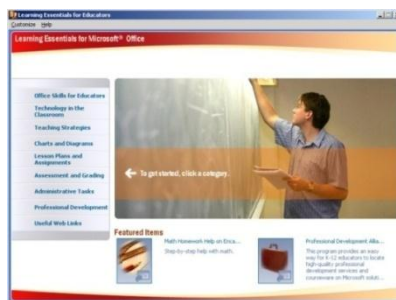 Learning Essentials for Educators
Customize Help
Learning Essentials for Microsoft® Office
Office Skills for Educators
Technology in the
Classroom
Teaching Strategies
Charts and Diagrams
Lesson Plans and
Assignments
Assessment and Grading
Administrative Tasks
Professional Development
Useful Web Links
To get started, click a category.
Featured Items
Math Homework Help on Enca...
Step-by-step help with math.
Professional Development Allia...
This program provides an easy
way for K-12 educators to locate
high-quality professional
development services and
courseware on Microsoft soluti...